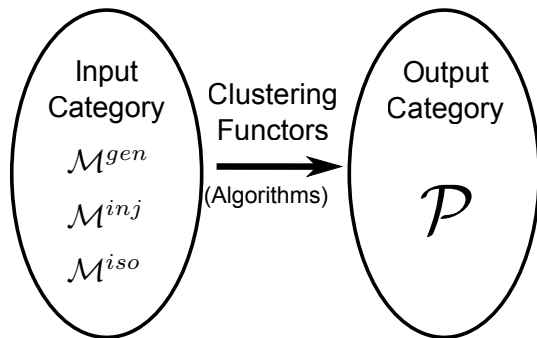 Input
Category
ℳ^{gen}
ℳ^{inj}
ℳ^{iso}
Clustering
Functors
(Algorithms)
Output
Category
𝒫